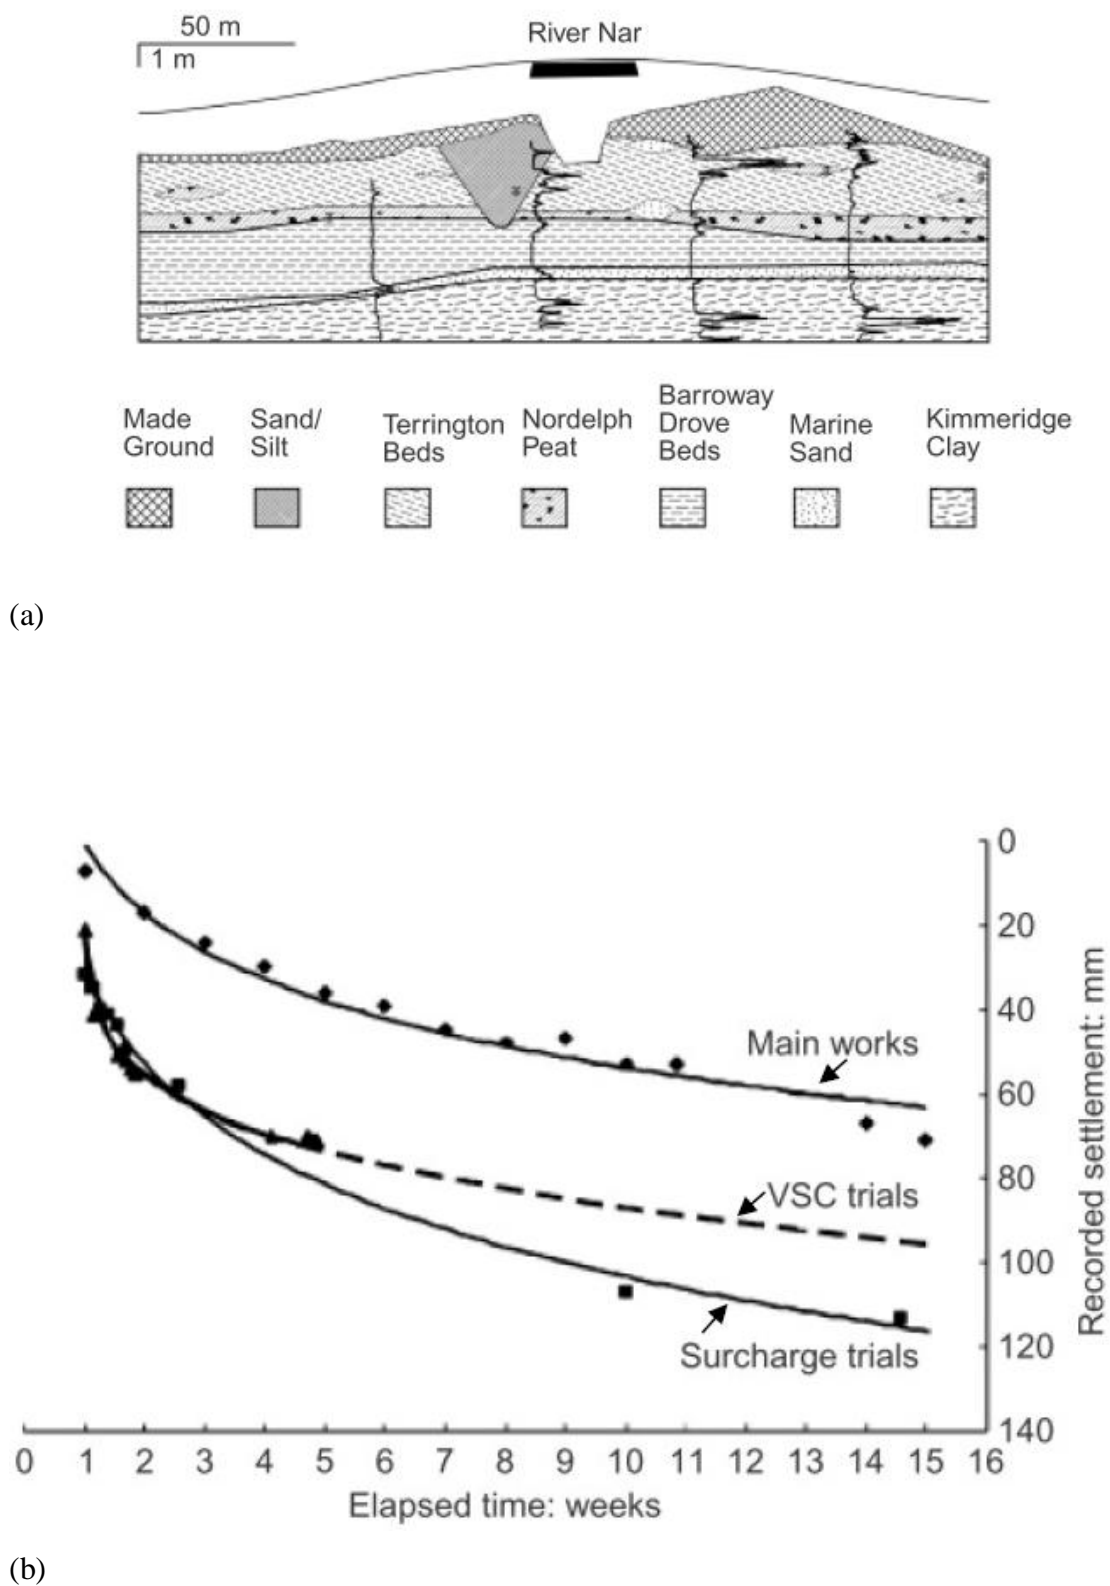 50 m
1 m
River Nar
Made
Ground
Sand/
Silt
Terrington
Beds
Nordelph
Peat
Barroway
Drove
Beds
Marine
Sand
Kimmeridge
Clay
(a)
0
20
40
60
80
100
120
140
Recorded settlement: mm
Main works
VSC trials
Surcharge trials
0 1 2 3 4 5 6 7 8 9 10 11 12 13 14 15 16
Elapsed time: weeks
(b)